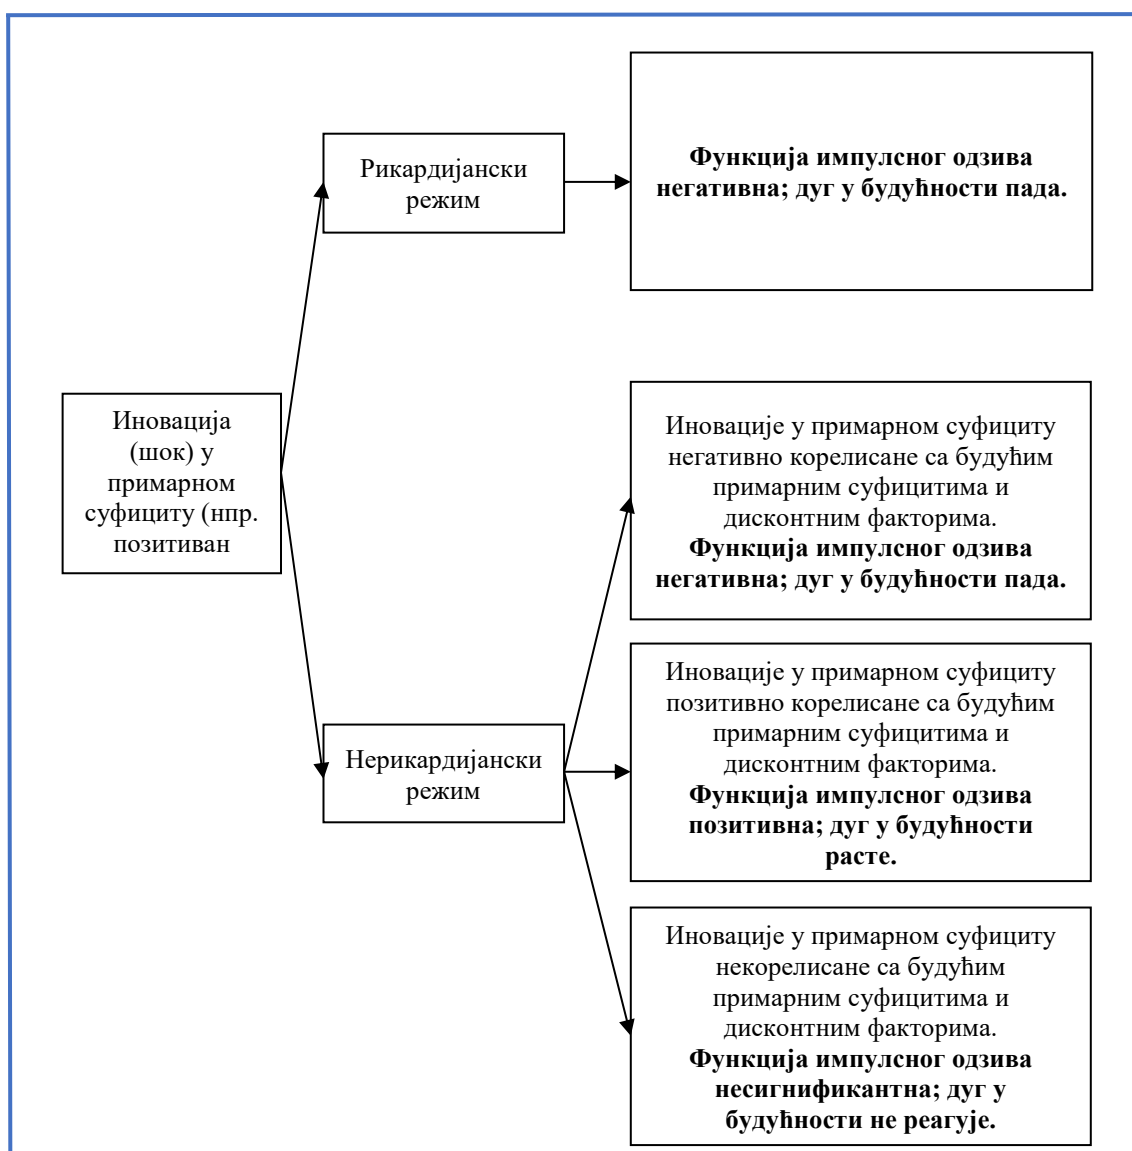 Функција импулсног одзива
негативна; дуг у будућности пада.
Рикардијански
режим
Иновација
(шок) у
примарном
суфициту (нпр.
позитиван
Иновације у примарном суфициту
негативно корелисане са будућим
примарним суфицитима и
дисконтним факторима.
Функција импулсног одзива
негативна; дуг у будућности пада.
Иновације у примарном суфициту
позитивно корелисане са будућим
примарним суфицитима и
дисконтним факторима.
Функција импулсног одзива
позитивна; дуг у будућности
расте.
Нерикардијански
режим
Иновације у примарном суфициту
некорелисане са будућим
примарним суфицитима и
дисконтним факторима.
Функција импулсног одзива
несигнификантна; дуг у
будућности не реагује.